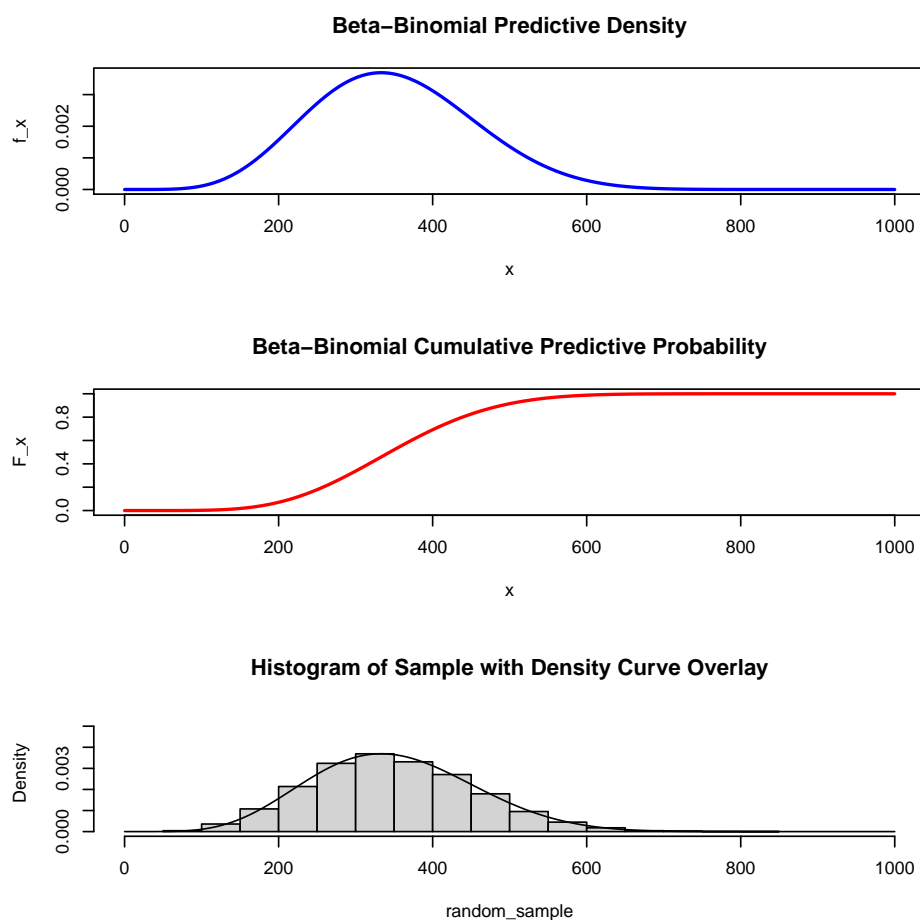 Beta−Binomial Predictive Density
f_x
0.002
0.000
0 200 400 600 800 1000
x
Beta−Binomial Cumulative Predictive Probability
F_x
0.8
0.4
0.0
0 200 400 600 800 1000
x
Histogram of Sample with Density Curve Overlay
Density
0.003
0.000
0 200 400 600 800 1000
random_sample